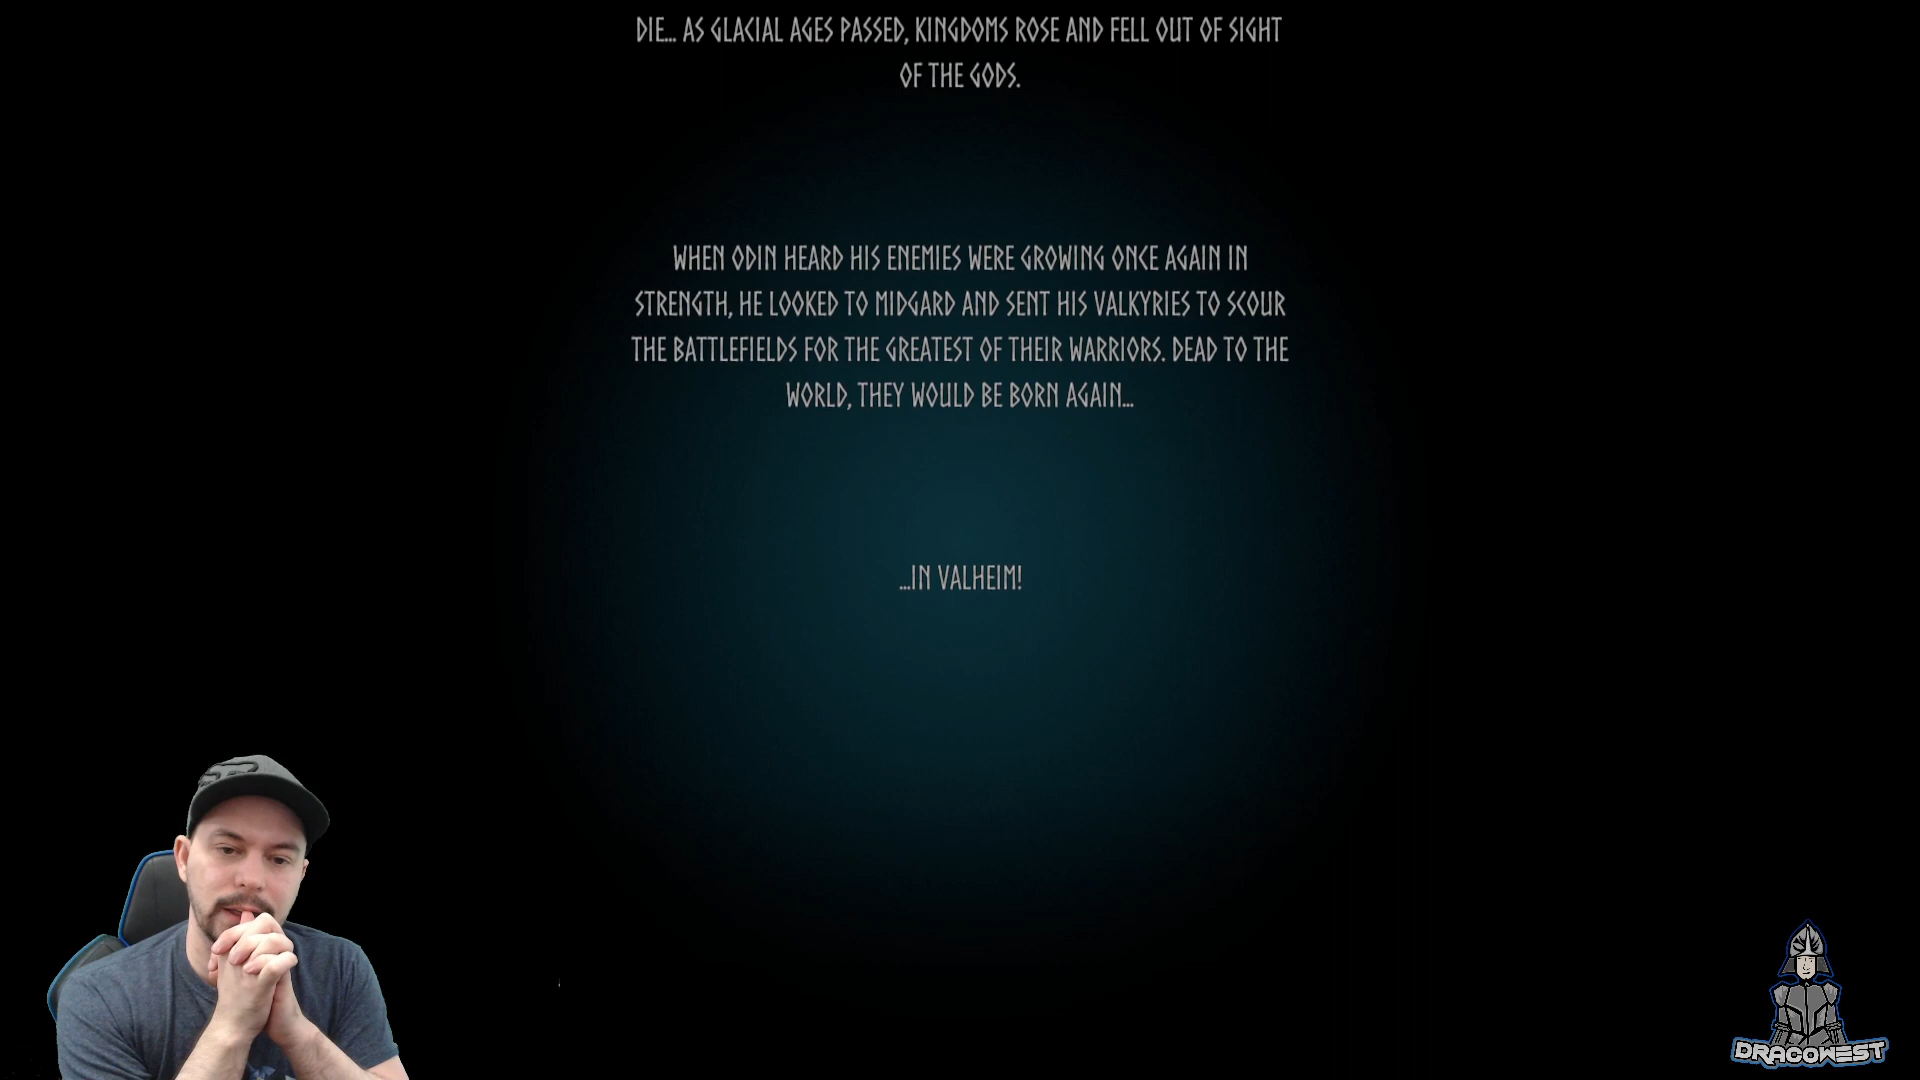 DIE... AS GLACIAL AGES PASSED, KINGDOMS ROSE AND FELL OUT OF SIGHT
OF THE GODS.
WHEN ODIN HEARD HIS ENEMIES WERE GROWING ONCE AGAIN IN
STRENGTH, HE LOOKED TO MIDGARD AND SENT HIS VALKYRIES TO SCOUR
THE BATTLEFIELDS FOR THE GREATEST OF THEIR WARRIORS. DEAD TO THE
WORLD, THEY WOULD BE BORN AGAIN...
...IN VALHEIM!
DRACOWEST